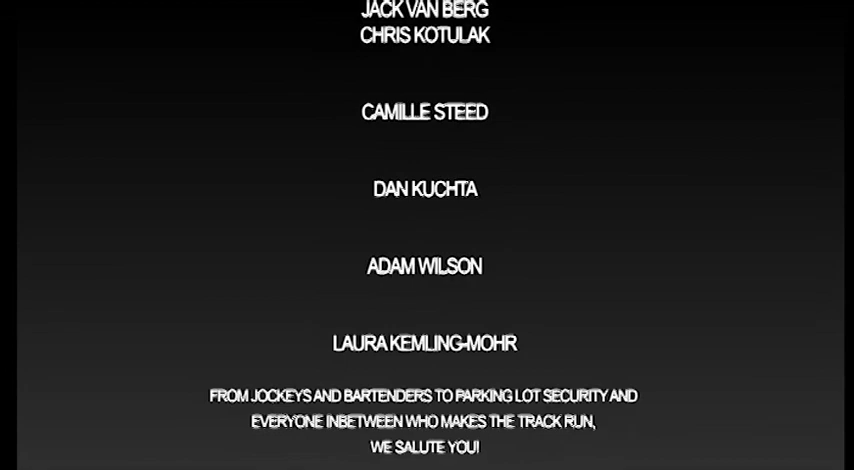 JACK VAN BERG
CHRIS KOTULAK
CAMILLE STEED
DAN KUCHTA
ADAM WILSON
LAURA KEMLING-MOHR
FROM JOCKEYS AND BARTENDERS TO PARKING LOT SECURITY AND
EVERYONE INBETWEEN WHO MAKES THE TRACK RUN,
WE SALUTE YOU!